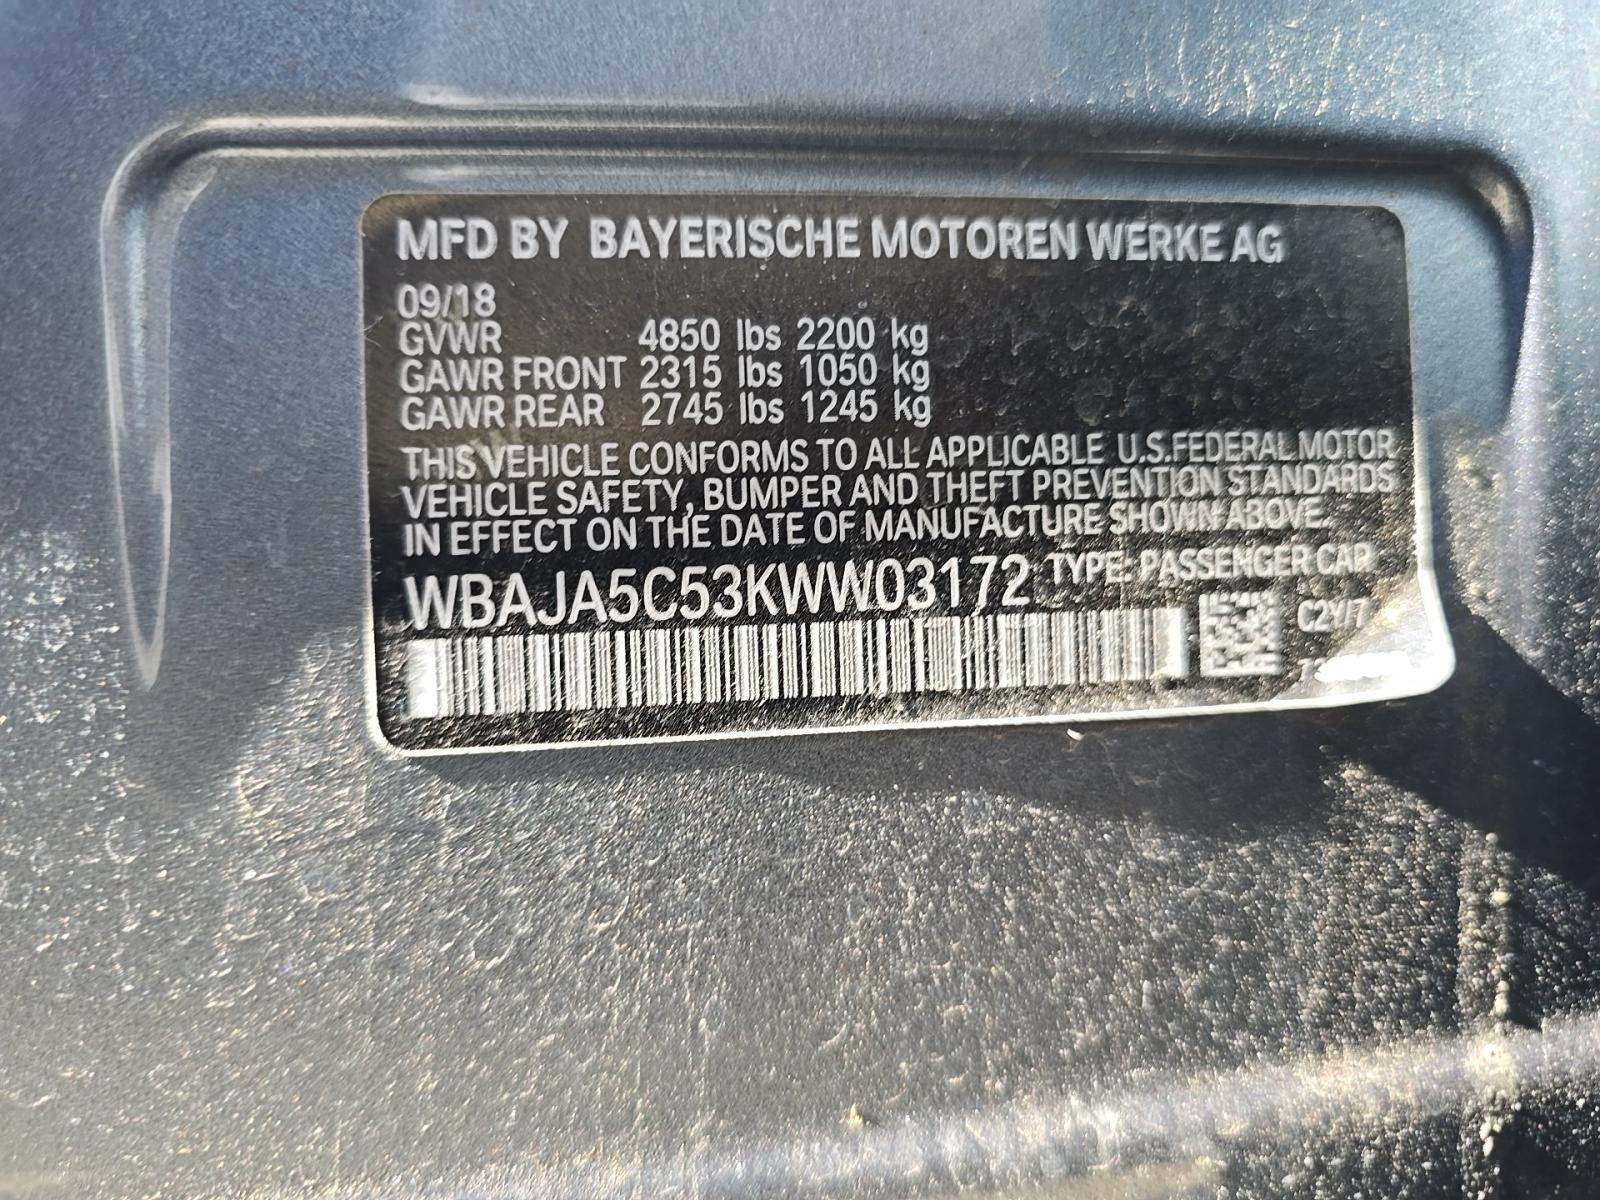 MFD BY BAYERISCHE MOTOREN WERKE AG
09/18
GVWR 4850 lbs 2200 kg
GAWR FRONT 2315 lbs 1050 kg
GAWR REAR 2745 lbs 1245 kg
THIS VEHICLE CONFORMS TO ALL APPLICABLE U.S.FEDERAL MOTOR
VEHICLE SAFETY, BUMPER AND THEFT PREVENTION STANDARDS
IN EFFECT ON THE DATE OF MANUFACTURE SHOWN ABOVE.
WBAJA5C53KWW03172 TYPE: PASSENGER CAR
C2Y/7